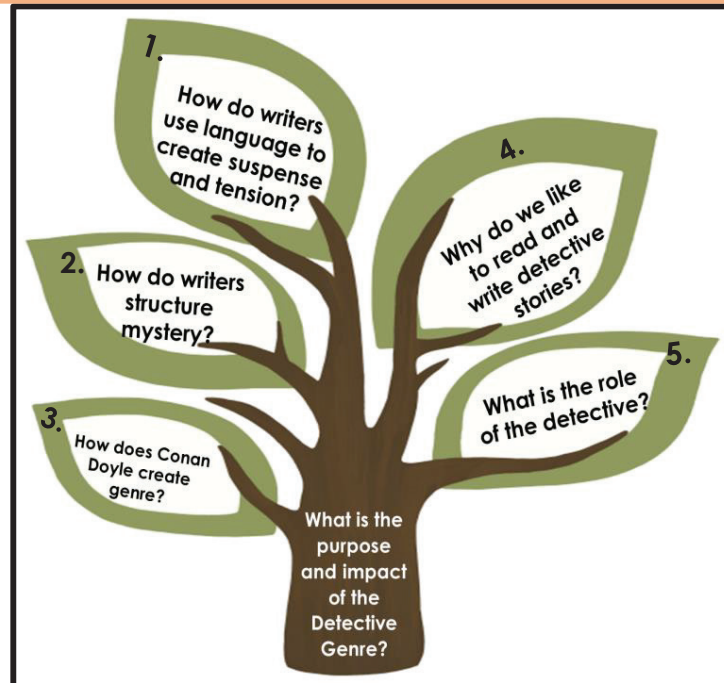 1.
How do writers
use language to
create suspense
and tension?
2.
How do writers
structure
mystery?
3.
How does Conan
Doyle create
genre?
4.
Why do we like
to read and
write detective
stories?
5.
What is the role
of the detective?
What is the
purpose
and impact
of the
Detective
Genre?